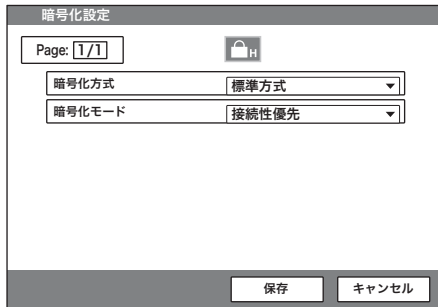 暗号化設定
Page: 1/1
H
暗号化方式 標準方式
暗号化モード 接続性優先
保存 キャンセル